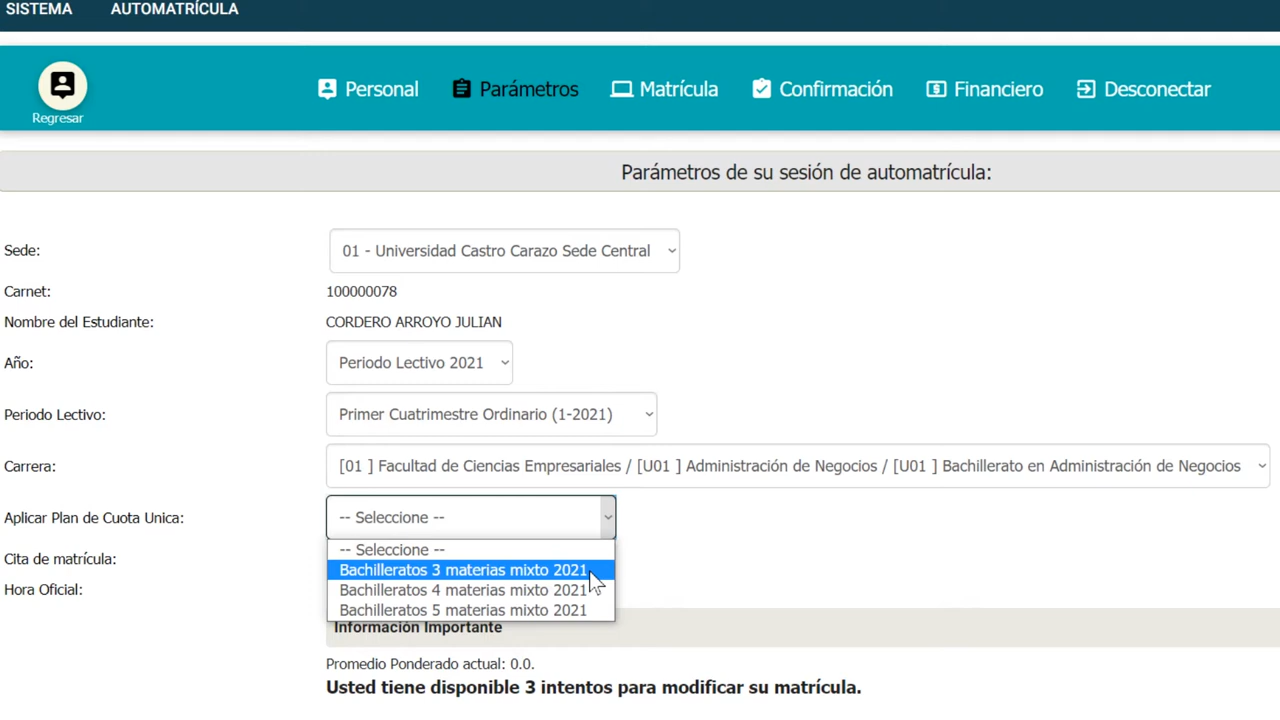 SISTEMA AUTOMATRÍCULA
Regresar
Personal Parámetros Matrícula Confirmación Financiero Desconectar
Parámetros de su sesión de automatrícula:
Sede: 01 - Universidad Castro Carazo Sede Central
Carnet: 100000078
Nombre del Estudiante: CORDERO ARROYO JULIAN
Año: Periodo Lectivo 2021
Periodo Lectivo: Primer Cuatrimestre Ordinario (1-2021)
Carrera: [01 ] Facultad de Ciencias Empresariales / [U01 ] Administración de Negocios / [U01 ] Bachillerato en Administración de Negocios
Aplicar Plan de Cuota Unica: -- Seleccione --
-- Seleccione --
Bachilleratos 3 materias mixto 2021
Bachilleratos 4 materias mixto 2021
Bachilleratos 5 materias mixto 2021
Cita de matrícula:
Hora Oficial:
Información Importante
Promedio Ponderado actual: 0.0.
Usted tiene disponible 3 intentos para modificar su matrícula.